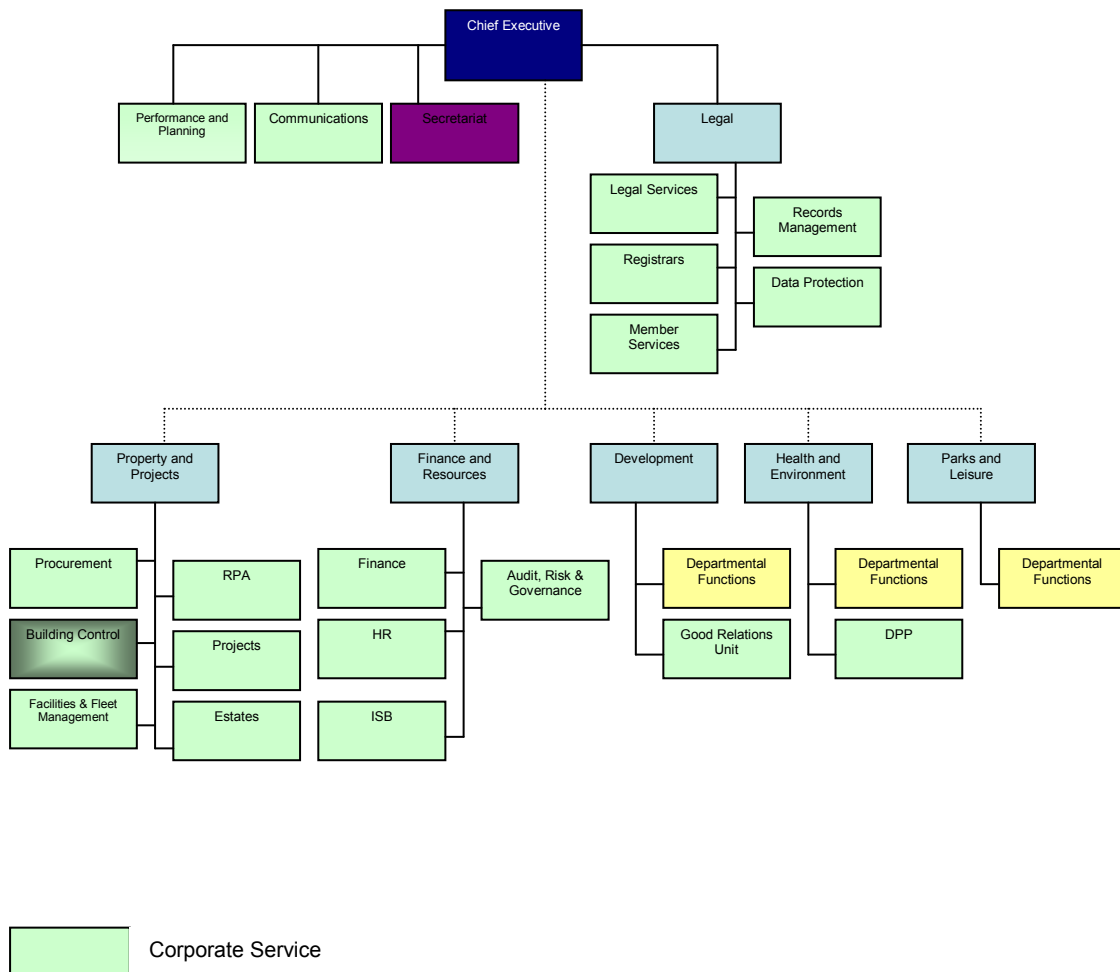 Chief Executive
Performance and
Planning
Communications
Secretariat
Legal
Legal Services
Records
Management
Registrars
Data Protection
Member
Services
Property and
Projects
Finance and
Resources
Development
Health and
Environment
Parks and
Leisure
Procurement
RPA
Building Control
Projects
Facilities & Fleet
Management
Estates
Finance
Audit, Risk &
Governance
HR
ISB
Departmental
Functions
Good Relations
Unit
Departmental
Functions
DPP
Departmental
Functions
Corporate Service